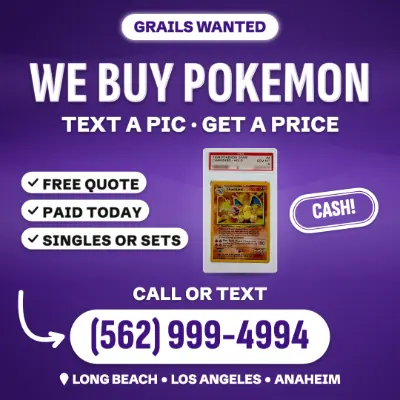 GRAILS WANTED
WE BUY POKEMON
TEXT A PIC • GET A PRICE
FREE QUOTE
PAID TODAY
SINGLES OR SETS
CASH!
CALL OR TEXT
(562) 999-4994
LONG BEACH • LOS ANGELES • ANAHEIM